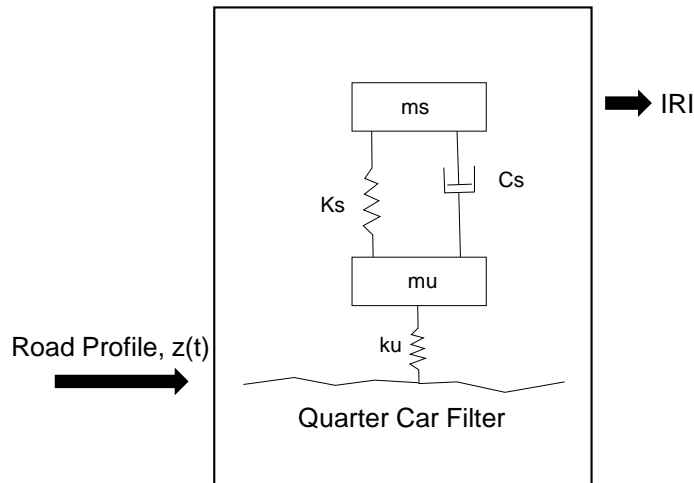 ms
IRI
Ks
Cs
mu
ku
Road Profile, z(t)
Quarter Car Filter